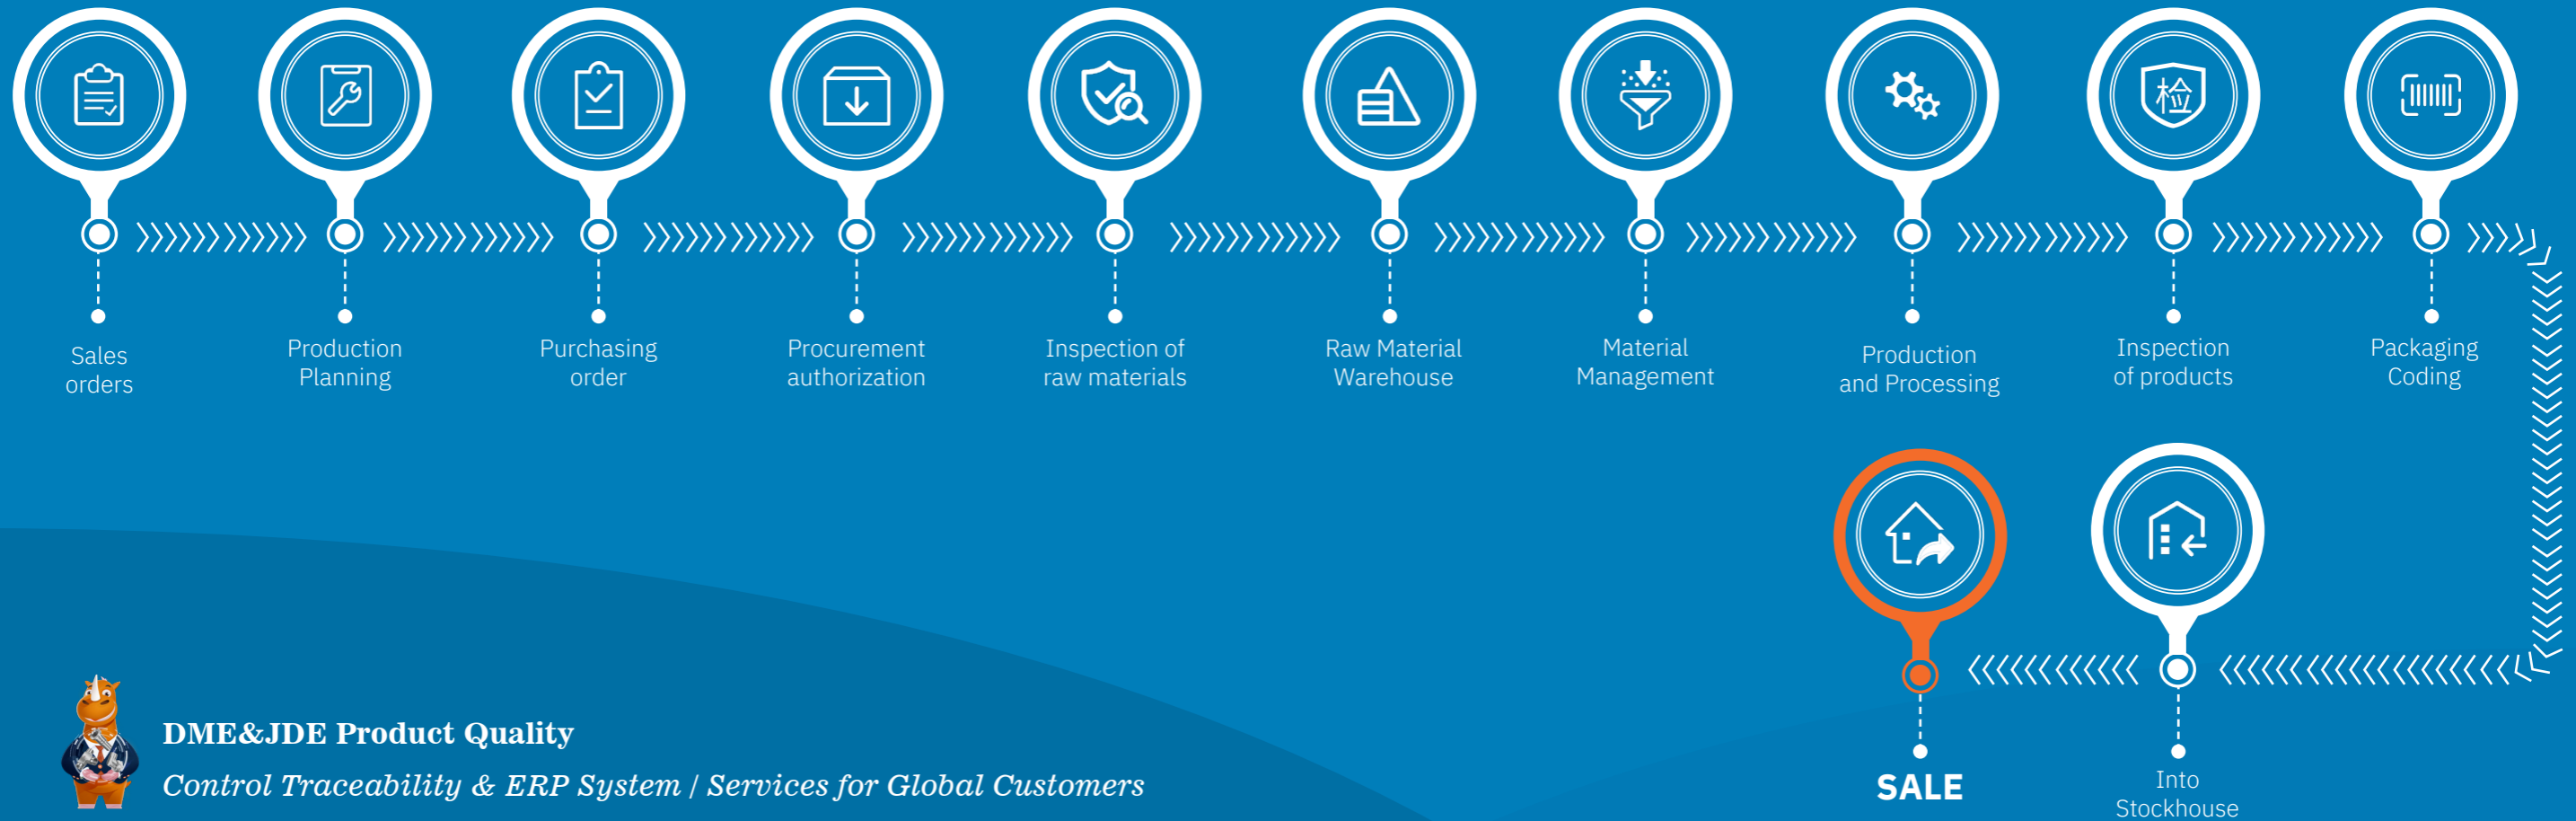 检
Sales
orders
Production
Planning
Purchasing
order
Procurement
authorization
Inspection of
raw materials
Raw Material
Warehouse
Material
Management
Production
and Processing
Inspection
of products
Packaging
Coding
SALE
Into
Stockhouse
DME&JDE Product Quality
Control Traceability & ERP System / Services for Global Customers